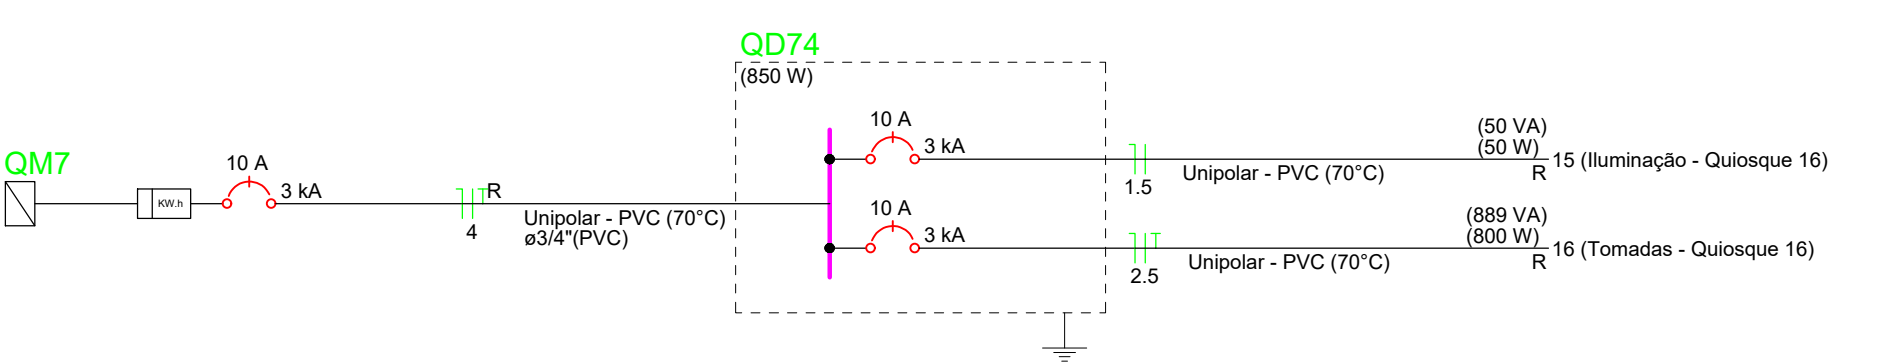 QM7
KW.h
10 A
3 kA
R
4
Unipolar - PVC (70°C)
ø3/4"(PVC)
QD74
(850 W)
10 A
3 kA
1.5
Unipolar - PVC (70°C)
(50 VA)
(50 W)
R
15 (Iluminação - Quiosque 16)
10 A
3 kA
2.5
Unipolar - PVC (70°C)
(889 VA)
(800 W)
R
16 (Tomadas - Quiosque 16)